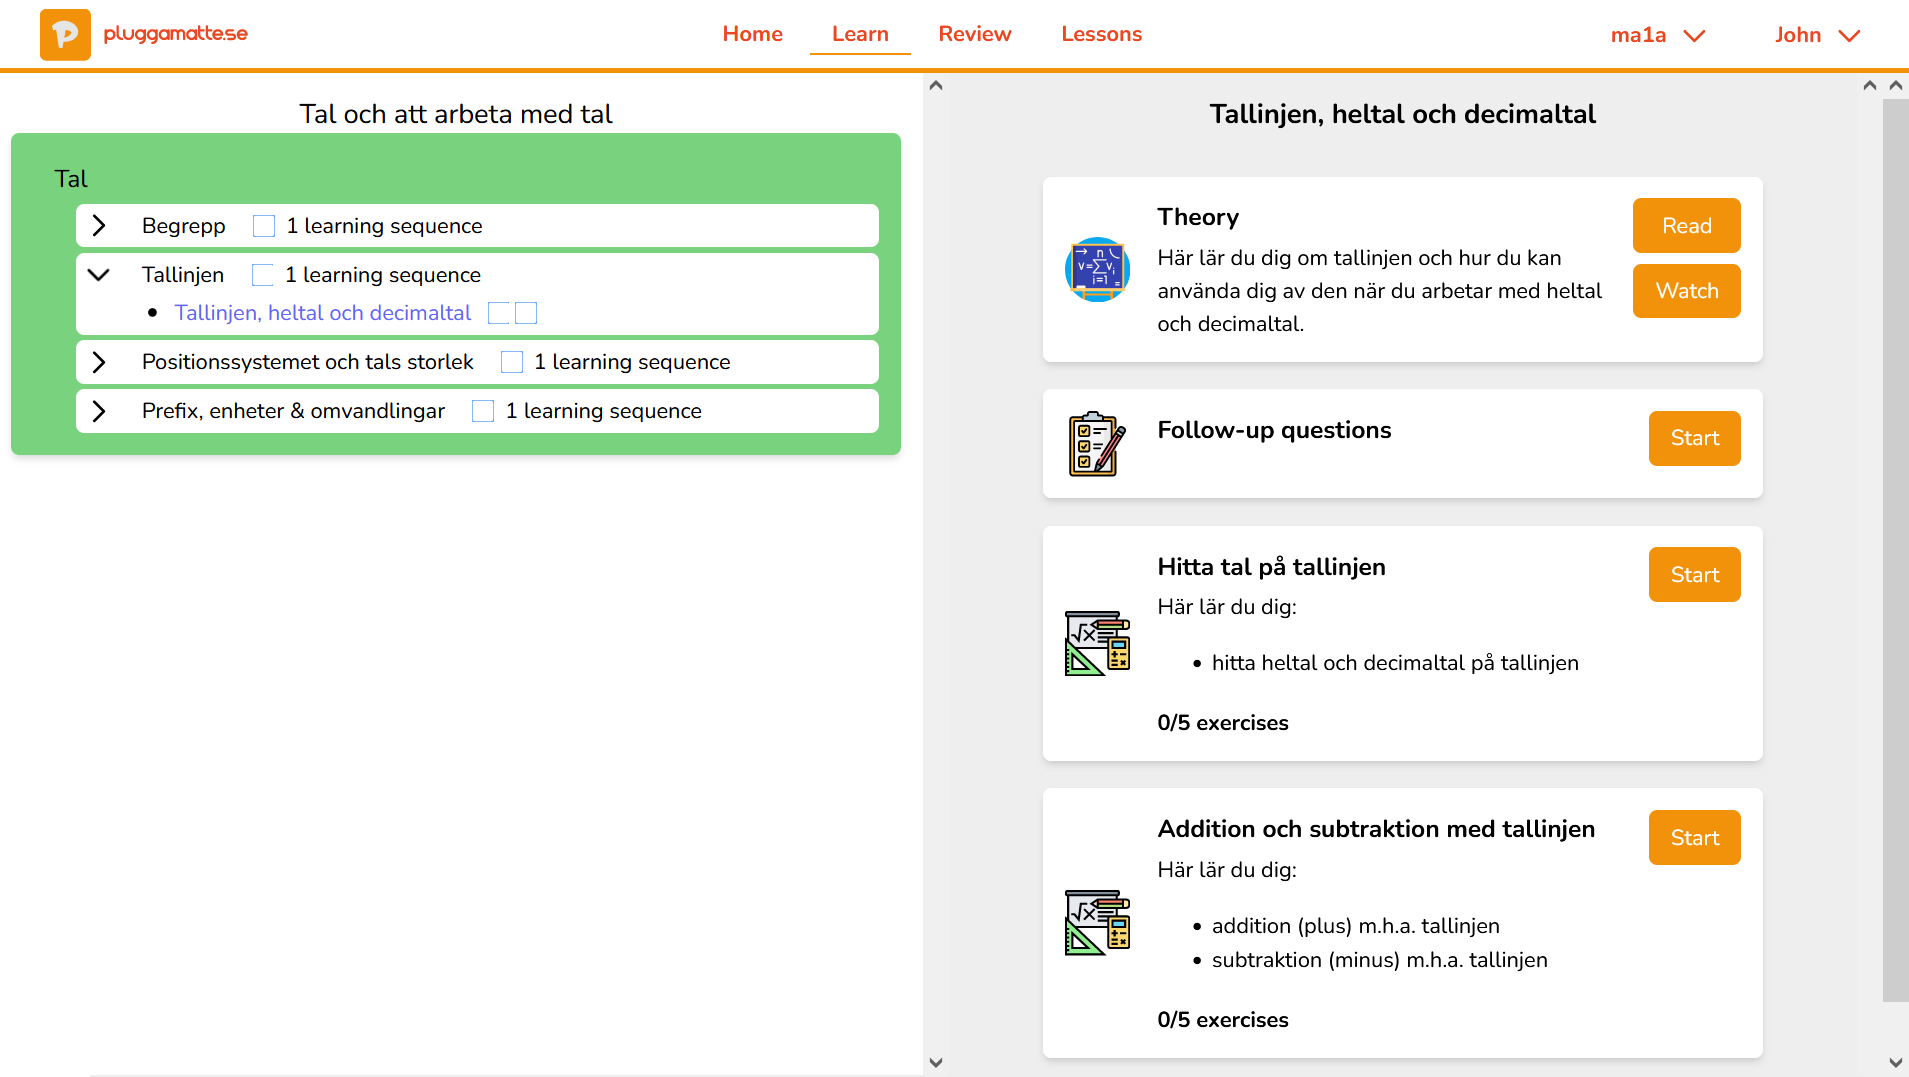 pluggamatte.se
Home
Learn
Review
Lessons
ma1a
John
Tal och att arbeta med tal
Tal
Begrepp 1 learning sequence
Tallinjen 1 learning sequence
• Tallinjen, heltal och decimaltal
Positionssystemet och tals storlek 1 learning sequence
Prefix, enheter & omvandlingar 1 learning sequence
Tallinjen, heltal och decimaltal
Theory
Här lär du dig om tallinjen och hur du kan
använda dig av den när du arbetar med heltal
och decimaltal.
Read
Watch
Follow-up questions
Start
Hitta tal på tallinjen
Start
Här lär du dig:
• hitta heltal och decimaltal på tallinjen
0/5 exercises
Addition och subtraktion med tallinjen
Start
Här lär du dig:
• addition (plus) m.h.a. tallinjen
• subtraktion (minus) m.h.a. tallinjen
0/5 exercises